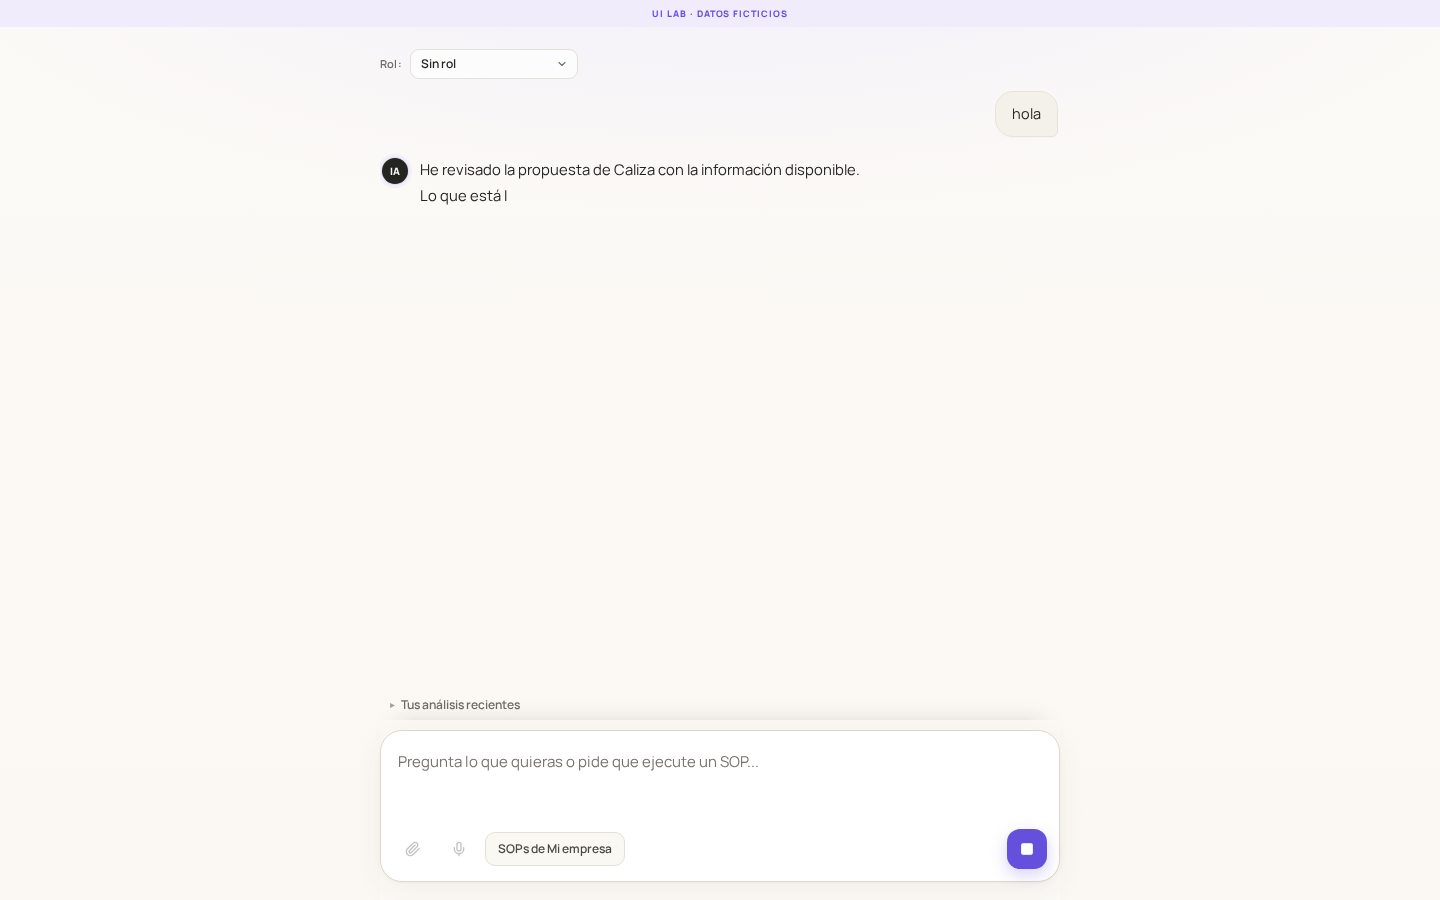 UI LAB · DATOS FICTICIOS
Rol: Sin rol
hola
IA
He revisado la propuesta de Caliza con la información disponible.
Lo que está l
Tus análisis recientes
Pregunta lo que quieras o pide que ejecute un SOP...
SOPs de Mi empresa